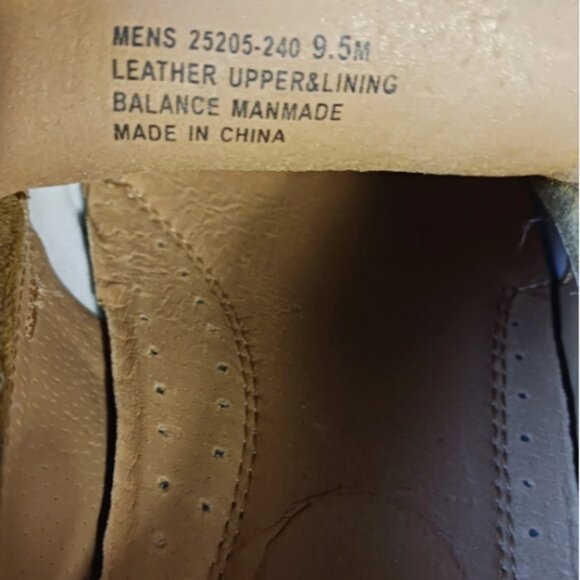 MENS 25205-240 9.5M
LEATHER UPPER&LINING
BALANCE MANMADE
MADE IN CHINA